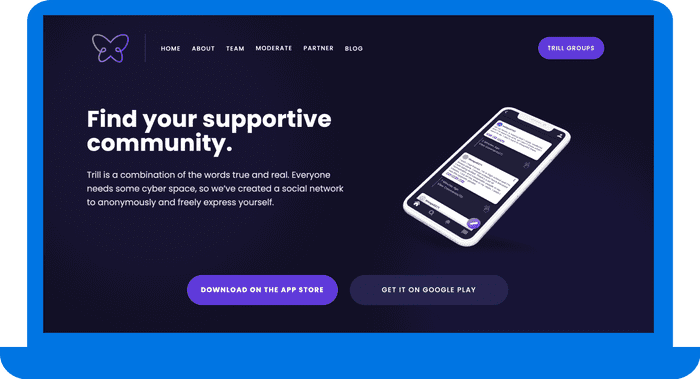 HOME ABOUT TEAM MODERATE PARTNER BLOG
TRILL GROUPS
Find your supportive
community.
Trill is a combination of the words true and real. Everyone
needs some cyber space, so we've created a social network
to anonymously and freely express yourself.
DOWNLOAD ON THE APP STORE
GET IT ON GOOGLE PLAY